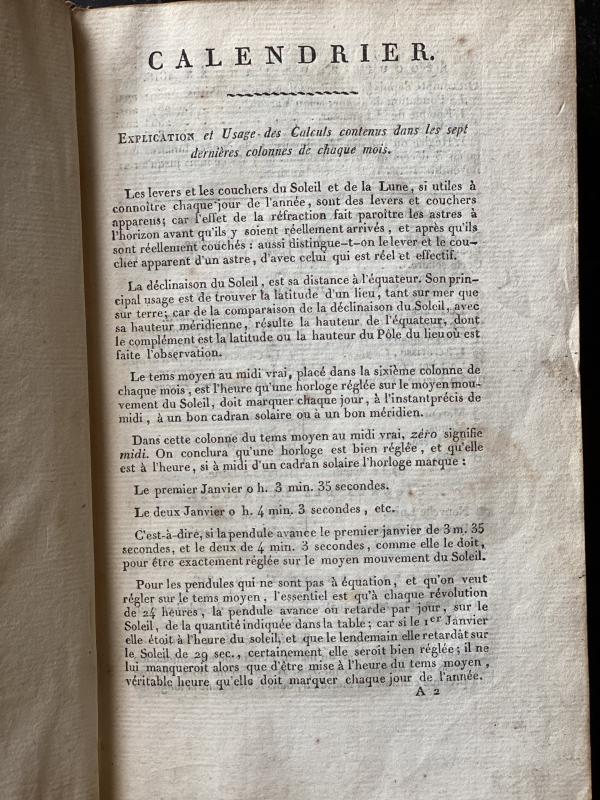 CALENDRIER.
EXPLICATION et Usage des Calculs contenus dans les sept
dernières colonnes de chaque mois.
Les levers et les couchers du Soleil et de la Lune, si utiles à
connoître chaque jour de l'année, sont des levers et couchers
apparens; car l'effet de la réfraction fait paroître les astres à
l'horizon avant qu'ils y soient réellement arrivés, et après qu'ils
sont réellement couchés : aussi distingue-t-on le lever et le cou-
cher apparent d'un astre, d'avec celui qui est réel et effectif.
La déclinaison du Soleil, est sa distance à l'équateur. Son prin-
cipal usage est de trouver la latitude d'un lieu, tant sur mer que
sur terre; car de la comparaison de la déclinaison du Soleil, avec
sa hauteur méridienne, résulte la hauteur de l'équateur, dont
le complément est la latitude ou la hauteur du Pôle du lieu où est
faite l'observation.
Le tems moyen au midi vrai, placé dans la sixième colonne de
chaque mois, est l'heure qu'une horloge réglée sur le moyen mou-
vement du Soleil, doit marquer chaque jour, à l'instant précis de
midi, à un bon cadran solaire ou à un bon méridien.
Dans cette colonne du tems moyen au midi vrai, zéro signifie
midi. On conclura qu'une horloge est bien réglée, et qu'elle
est à l'heure, si à midi d'un cadran solaire l'horloge marque :
Le premier Janvier 0 h. 3 min. 35 secondes.
Le deux Janvier 0 h. 4 min. 3 secondes, etc.
C'est-à-dire, si la pendule avance le premier janvier de 3 m. 35
secondes, et le deux de 4 min. 3 secondes, comme elle le doit,
pour être exactement réglée sur le moyen mouvement du Soleil.
Pour les pendules qui ne sont pas à équation, et qu'on veut
régler sur le tems moyen, l'essentiel est qu'à chaque révolution
de 24 heures, la pendule avance ou retarde par jour, sur le
Soleil, de la quantité indiquée dans la table; car si le 1er Janvier
elle étoit à l'heure du soleil, et que le lendemain elle retardât sur
le Soleil de 29 sec., certainement elle seroit bien réglée; il ne
lui manqueroit alors que d'être mise à l'heure du tems moyen,
véritable heure qu'elle doit marquer chaque jour de l'année.
A 2